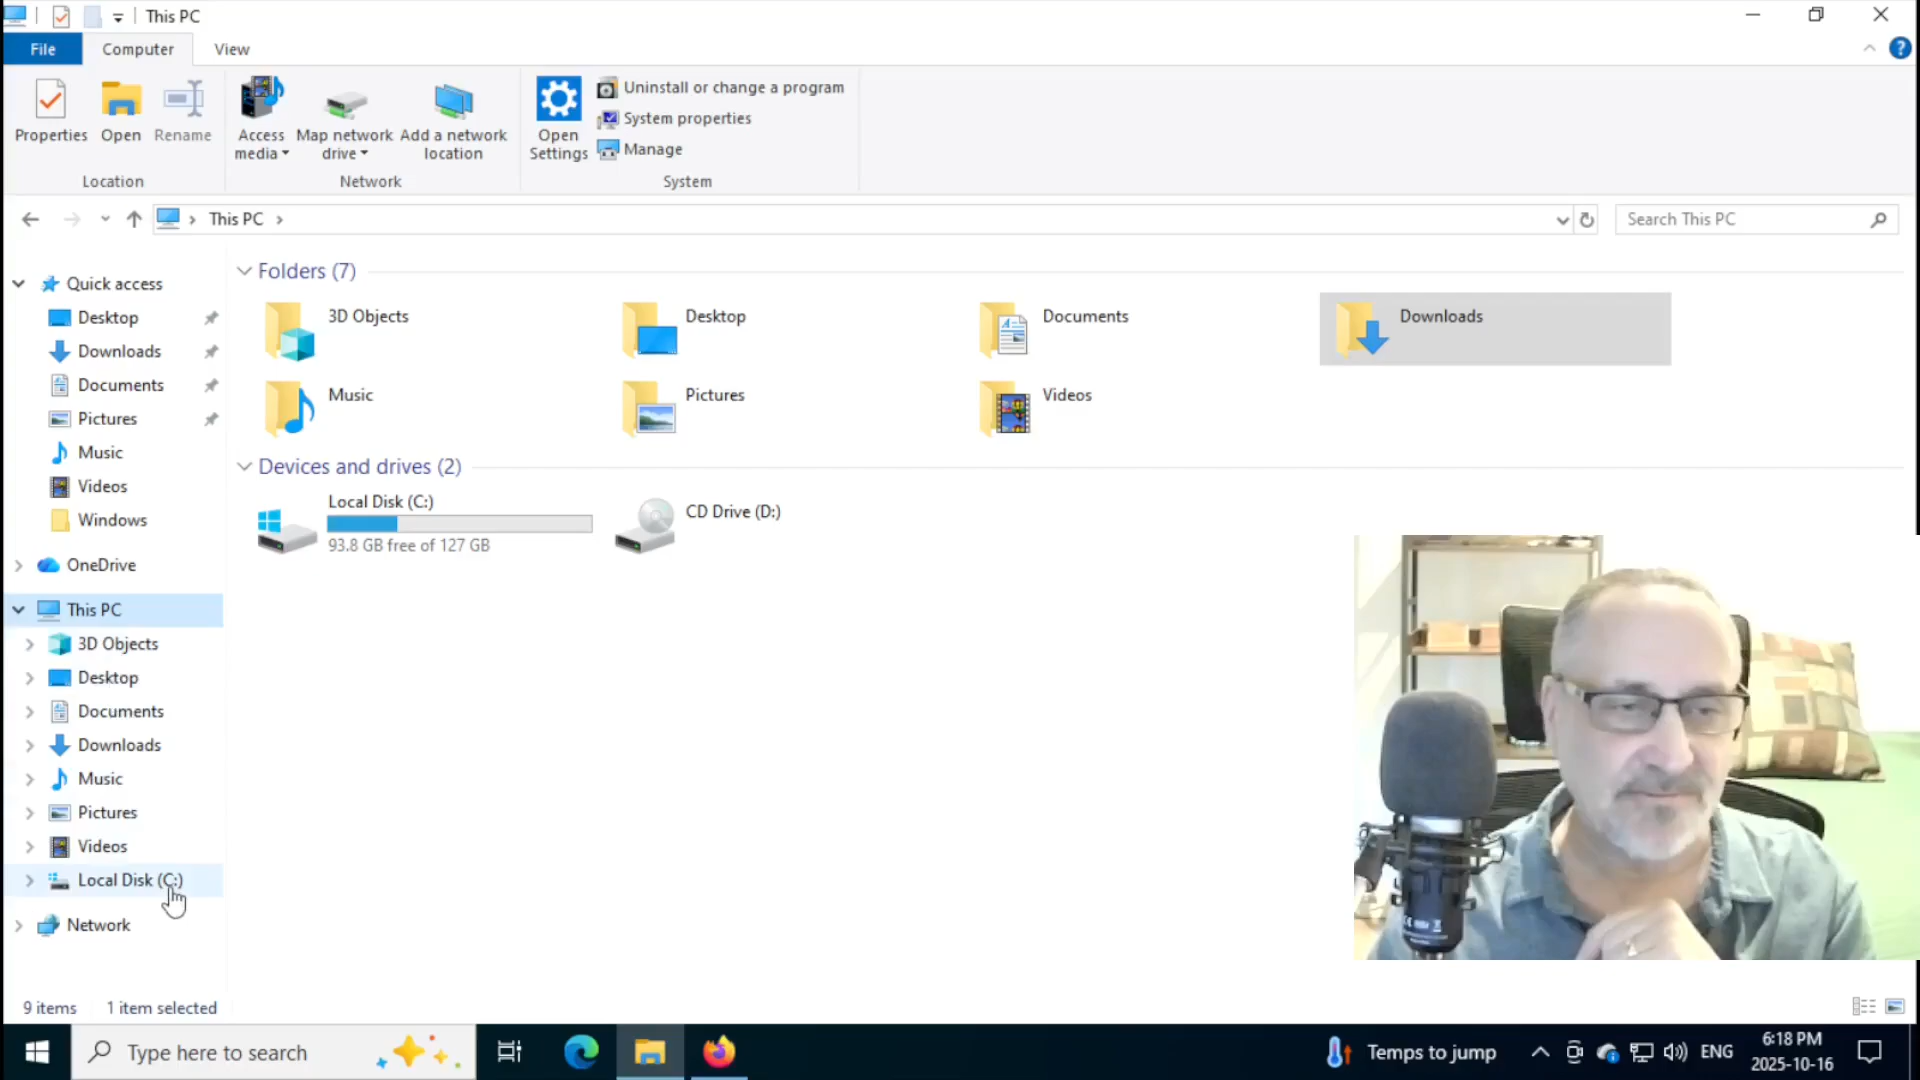 This PC
File
Computer
View
Properties
Open
Rename
Access media
Map network drive
Add a network location
Open Settings
Uninstall or change a program
System properties
Manage
Location
Network
System
This PC
Search This PC
Quick access
Desktop
Downloads
Documents
Pictures
Music
Videos
Windows
OneDrive
This PC
3D Objects
Desktop
Documents
Downloads
Music
Pictures
Videos
Local Disk (C:)
Network
Folders (7)
3D Objects
Desktop
Documents
Downloads
Music
Pictures
Videos
Devices and drives (2)
Local Disk (C:)
93.8 GB free of 127 GB
CD Drive (D:)
9 items
1 item selected
Type here to search
Temps to jump
ENG
6:18 PM
2025-10-16